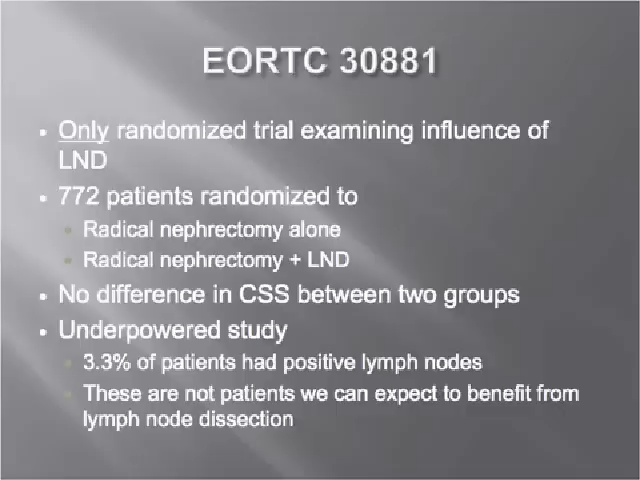 EORTC 30881
• Only randomized trial examining influence of
LND
• 772 patients randomized to
• Radical nephrectomy alone
• Radical nephrectomy + LND
• No difference in CSS between two groups
• Underpowered study
• 3.3% of patients had positive lymph nodes
• These are not patients we can expect to benefit from
lymph node dissection